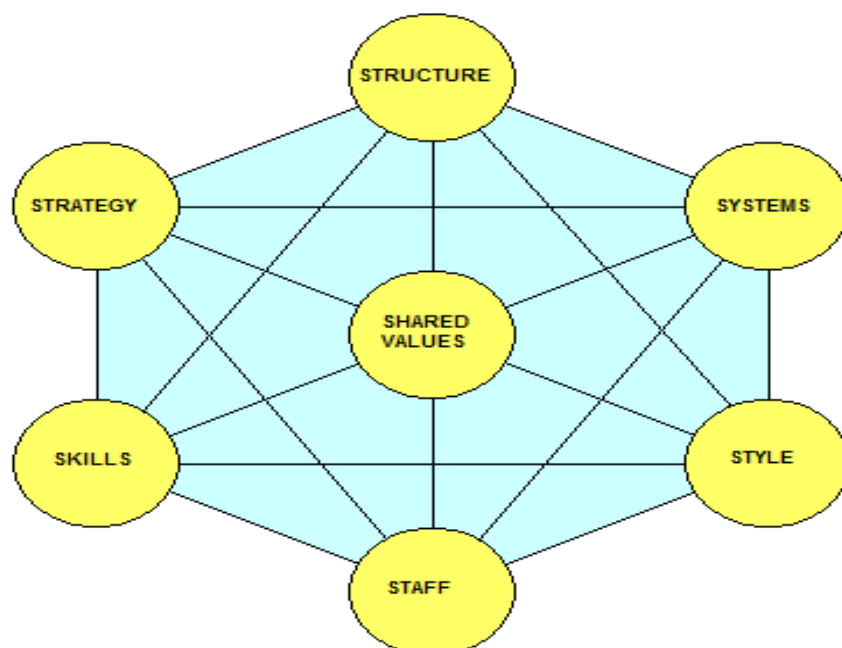 STRUCTURE
STRATEGY
SYSTEMS
SHARED
VALUES
SKILLS
STYLE
STAFF